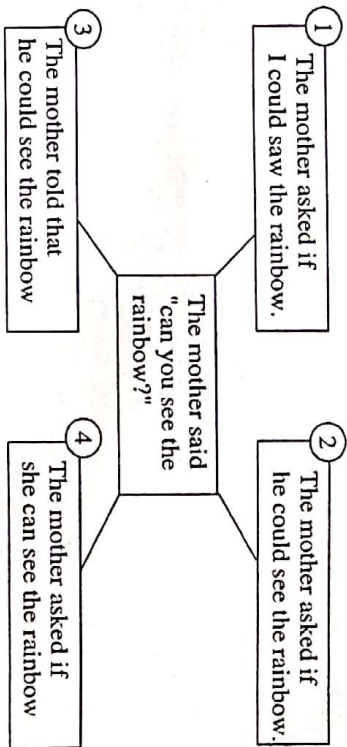 1
The mother asked if
I could saw the rainbow.
2
The mother asked if
he could see the rainbow.
The mother said
"can you see the
rainbow?"
3
The mother told that
he could see the rainbow
4
The mother asked if
she can see the rainbow